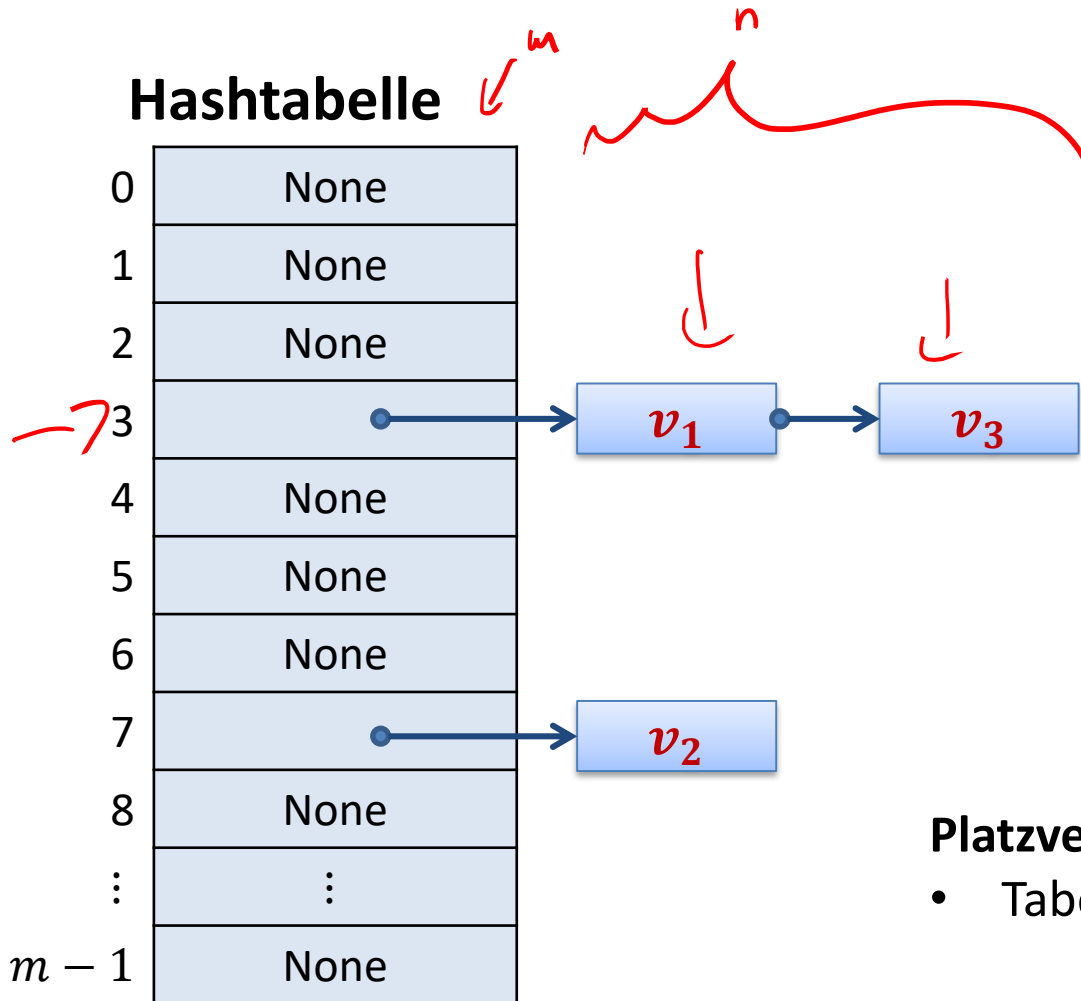 m
n
Hashtabelle
0 None
1 None
2 None
3 v₁ v₃
4 None
5 None
6 None
7 v₂
8 None
⋮ ⋮
m − 1 None
Platzve
• Tabe